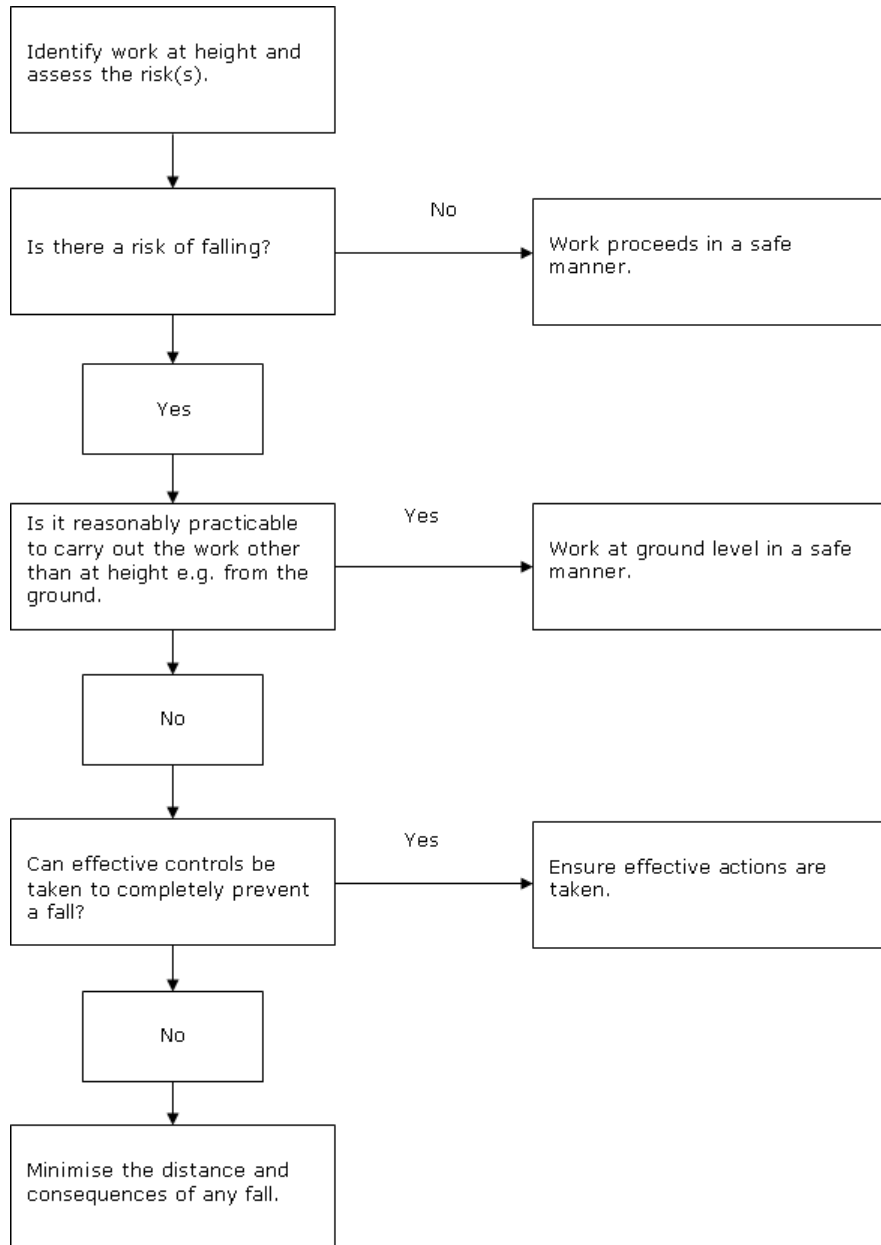 Identify work at height and
assess the risk(s).
Is there a risk of falling?
No
Work proceeds in a safe
manner.
Yes
Is it reasonably practicable
to carry out the work other
than at height e.g. from the
ground.
Yes
Work at ground level in a safe
manner.
No
Can effective controls be
taken to completely prevent
a fall?
Yes
Ensure effective actions are
taken.
No
Minimise the distance and
consequences of any fall.